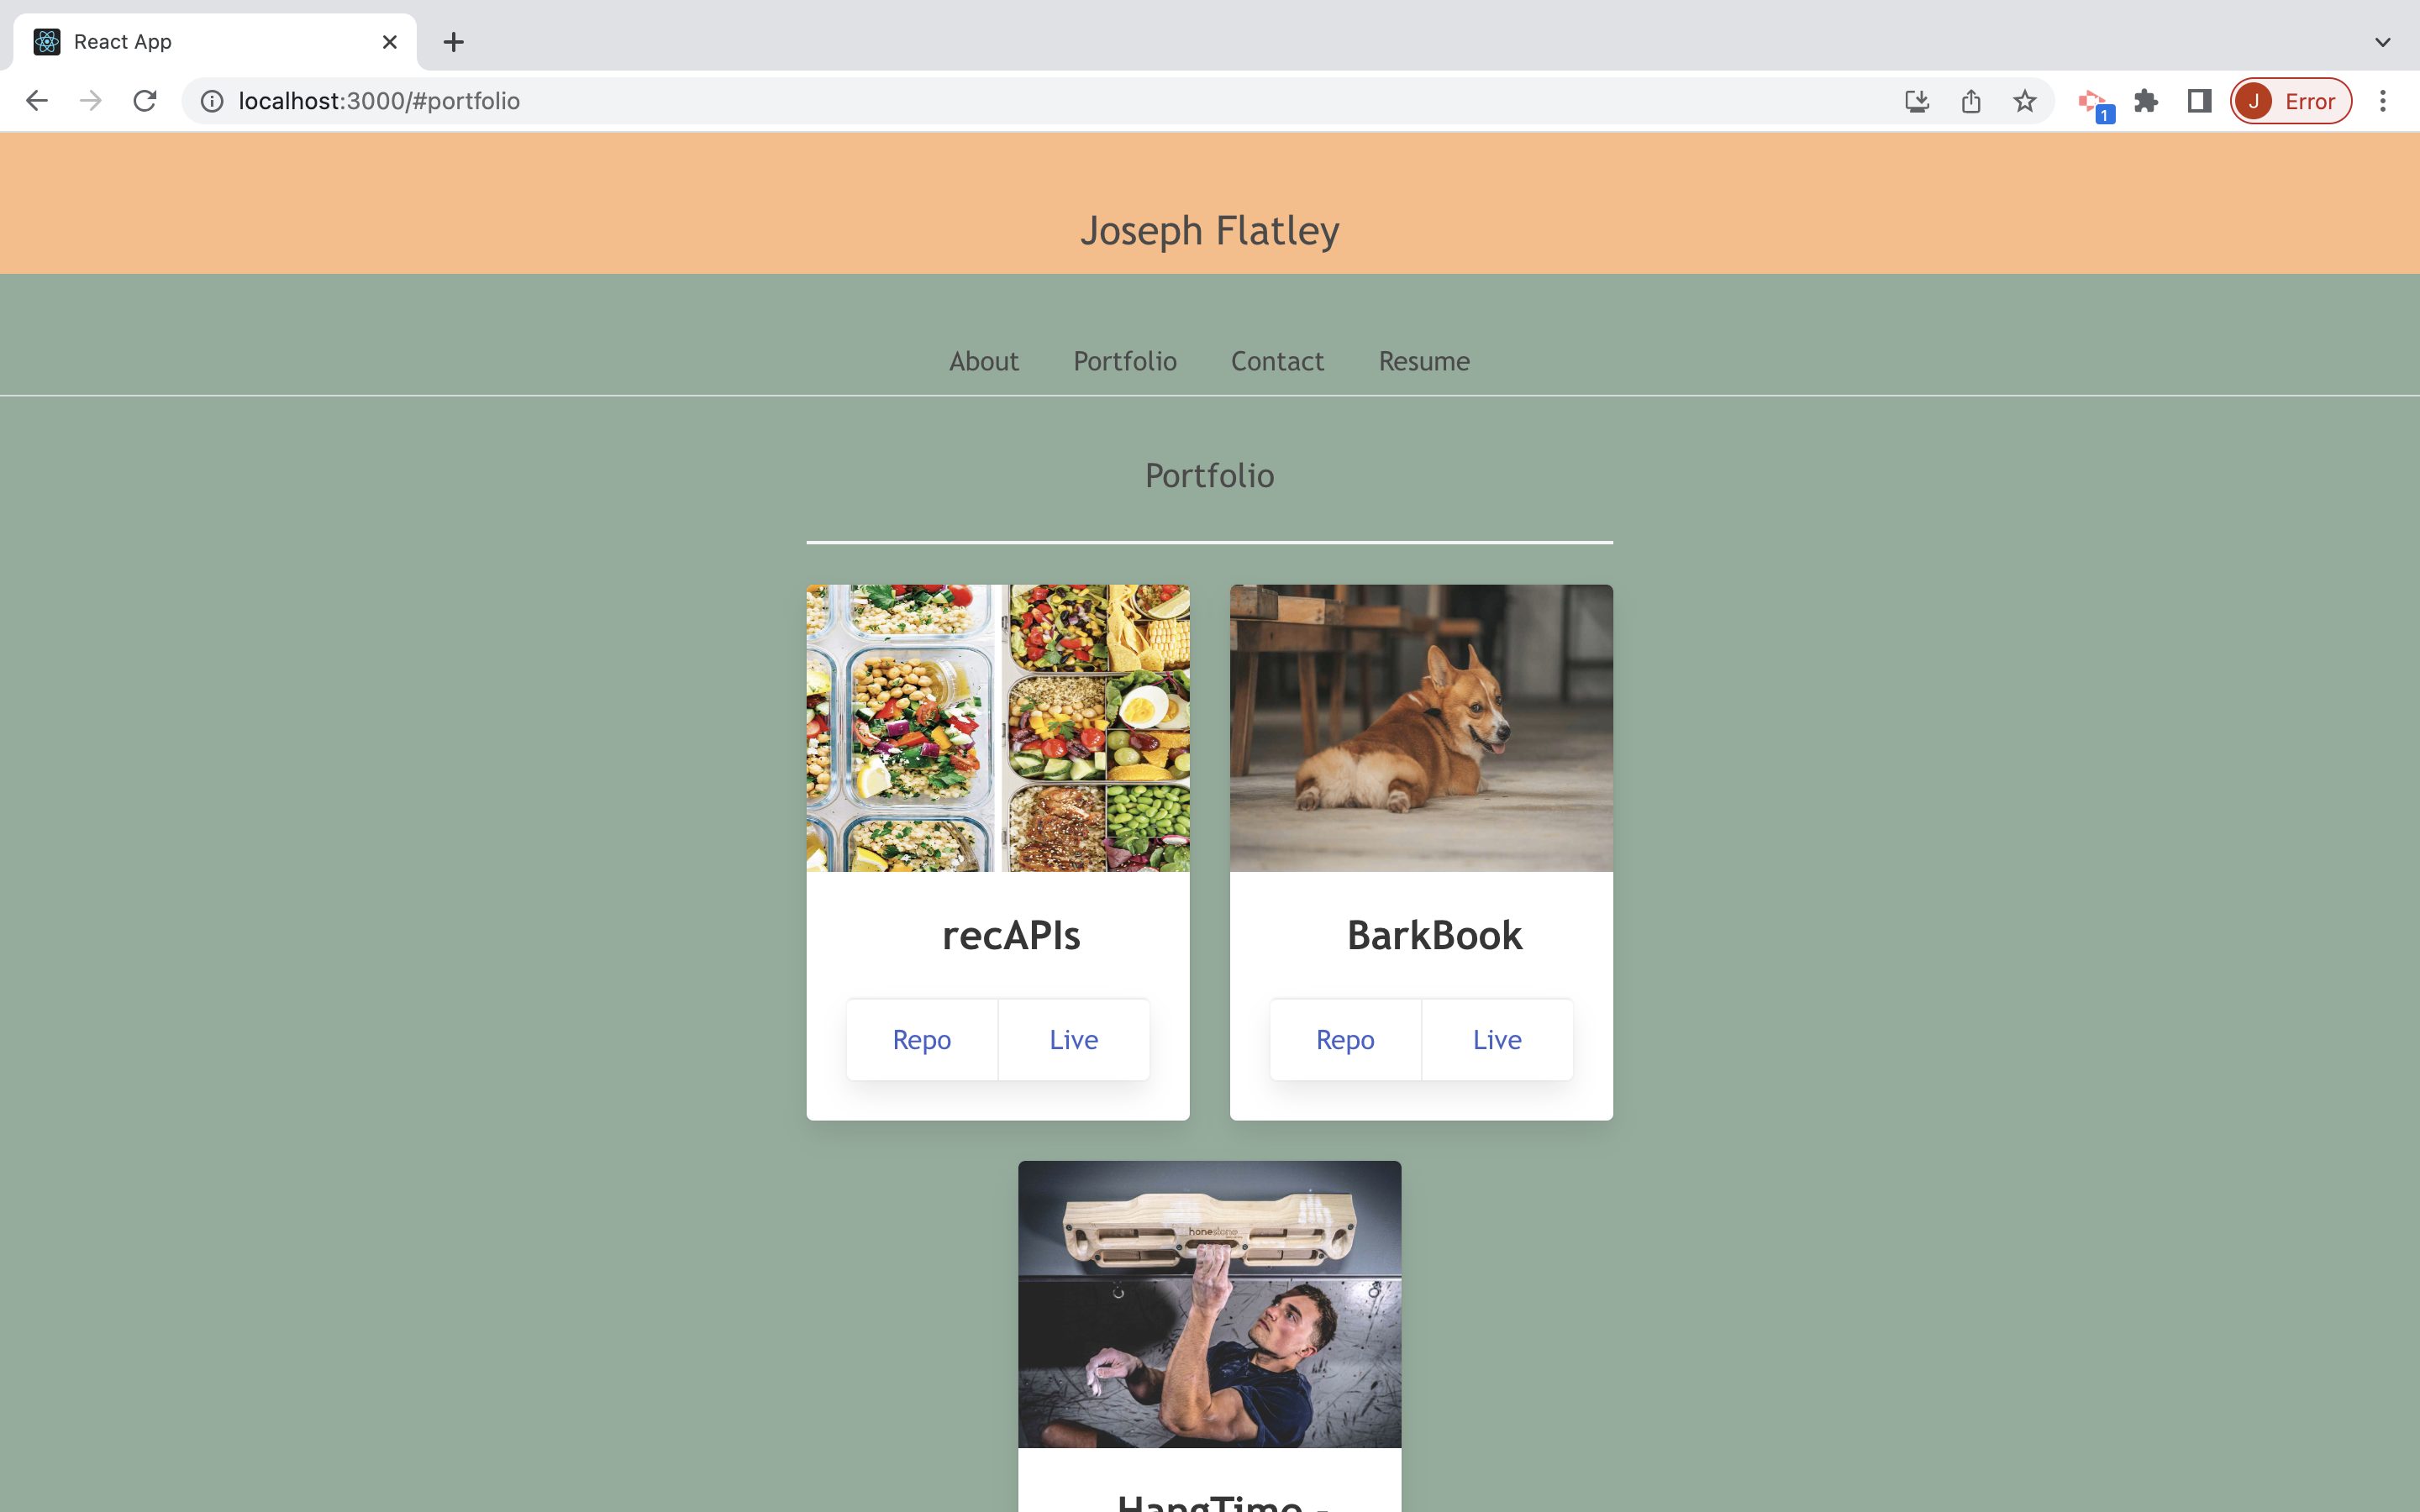 React App
localhost:3000/#portfolio
1
J
Error
Joseph Flatley
About Portfolio Contact Resume
Portfolio
recAPIs
BarkBook
Repo Live
Repo Live
HangTime -